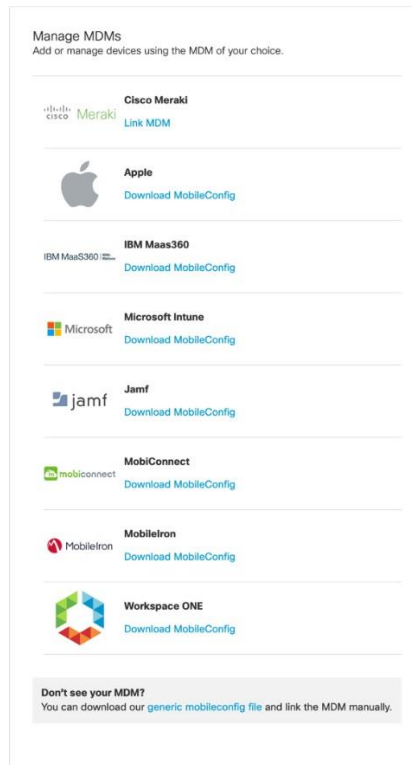 Manage MDMs
Add or manage devices using the MDM of your choice.
Cisco Meraki
CISCO Meraki
Link MDM
Apple
Download MobileConfig
IBM Maas360
IBM MaaS360
Download MobileConfig
Microsoft Intune
Microsoft
Download MobileConfig
Jamf
jamf
Download MobileConfig
MobiConnect
mobiconnect
Download MobileConfig
MobileIron
MobileIron
Download MobileConfig
Workspace ONE
Download MobileConfig
Don't see your MDM?
You can download our generic mobileconfig file and link the MDM manually.